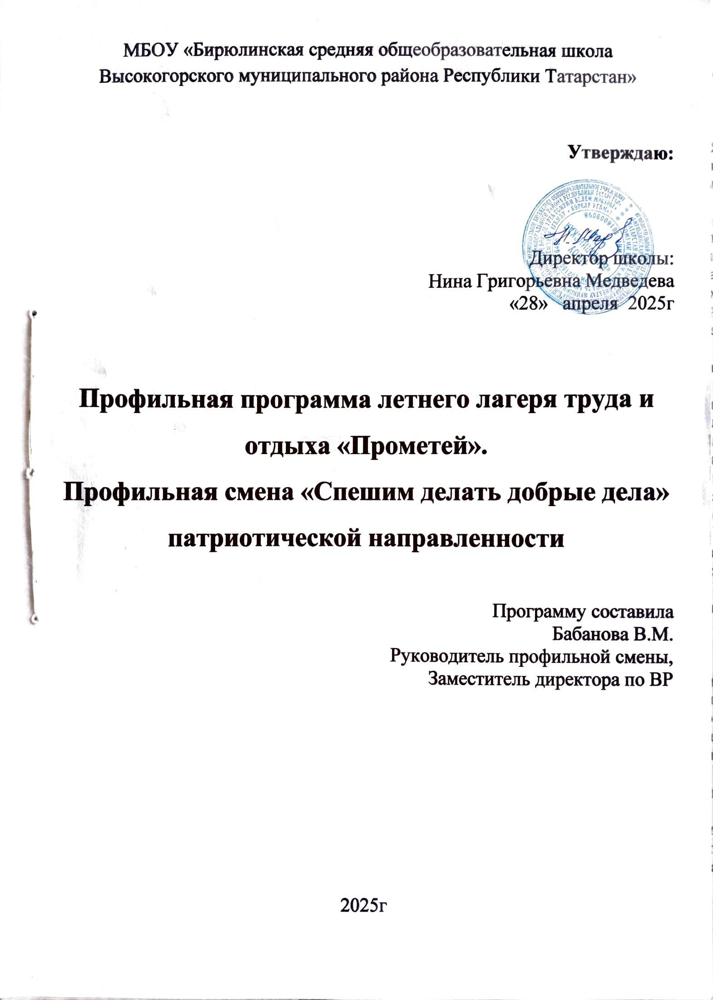 МБОУ «Бирюлинская средняя общеобразовательная школа
Высокогорского муниципального района Республики Татарстан»
Утверждаю:
Директор школы:
Нина Григорьевна Медведева
«28» апреля 2025г
Профильная программа летнего лагеря труда и
отдыха «Прометей».
Профильная смена «Спешим делать добрые дела»
патриотической направленности
Программу составила
Бабанова В.М.
Руководитель профильной смены,
Заместитель директора по ВР
2025г